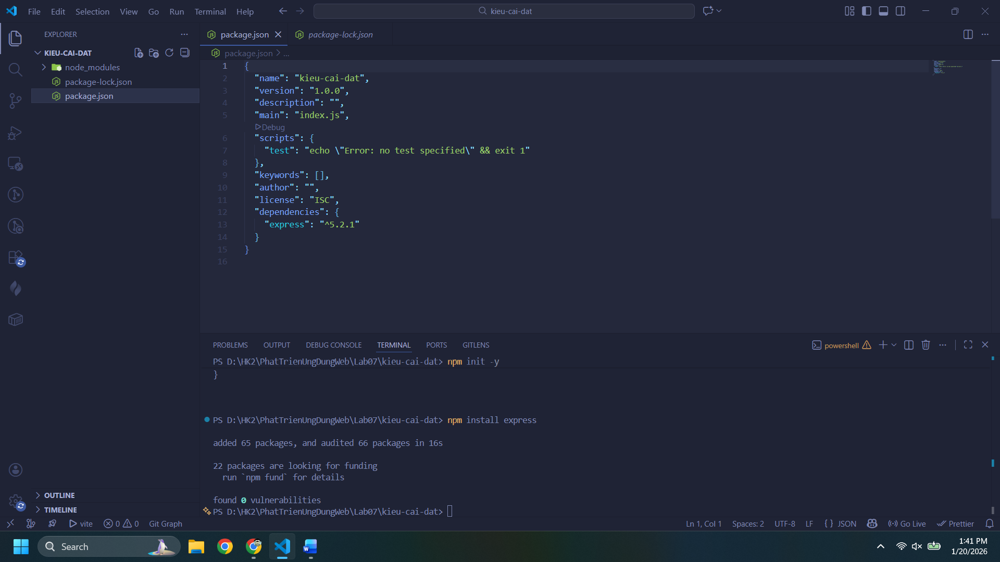 File Edit Selection View Go Run Terminal Help
kieu-cai-dat
EXPLORER
KIEU-CAI-DAT
node_modules
package-lock.json
package.json
package.json
package-lock.json
package.json > ...
1 {
2 "name": "kieu-cai-dat",
3 "version": "1.0.0",
4 "description": "",
5 "main": "index.js",
Debug
6 "scripts": {
7 "test": "echo \"Error: no test specified\" && exit 1"
8 },
9 "keywords": [],
10 "author": "",
11 "license": "ISC",
12 "dependencies": {
13 "express": "^5.2.1"
14 }
15 }
16
PROBLEMS OUTPUT DEBUG CONSOLE TERMINAL PORTS GITLENS
powershell
PS D:\HK2\PhatTrienUngDungWeb\Lab07\kieu-cai-dat> npm init -y
}
PS D:\HK2\PhatTrienUngDungWeb\Lab07\kieu-cai-dat> npm install express
added 65 packages, and audited 66 packages in 16s
22 packages are looking for funding
run `npm fund` for details
found 0 vulnerabilities
PS D:\HK2\PhatTrienUngDungWeb\Lab07\kieu-cai-dat>
OUTLINE
TIMELINE
vite 0 0 Git Graph
Ln 1, Col 1 Spaces: 2 UTF-8 LF { } JSON Go Live Prettier
Search
1:41 PM
1/20/2026